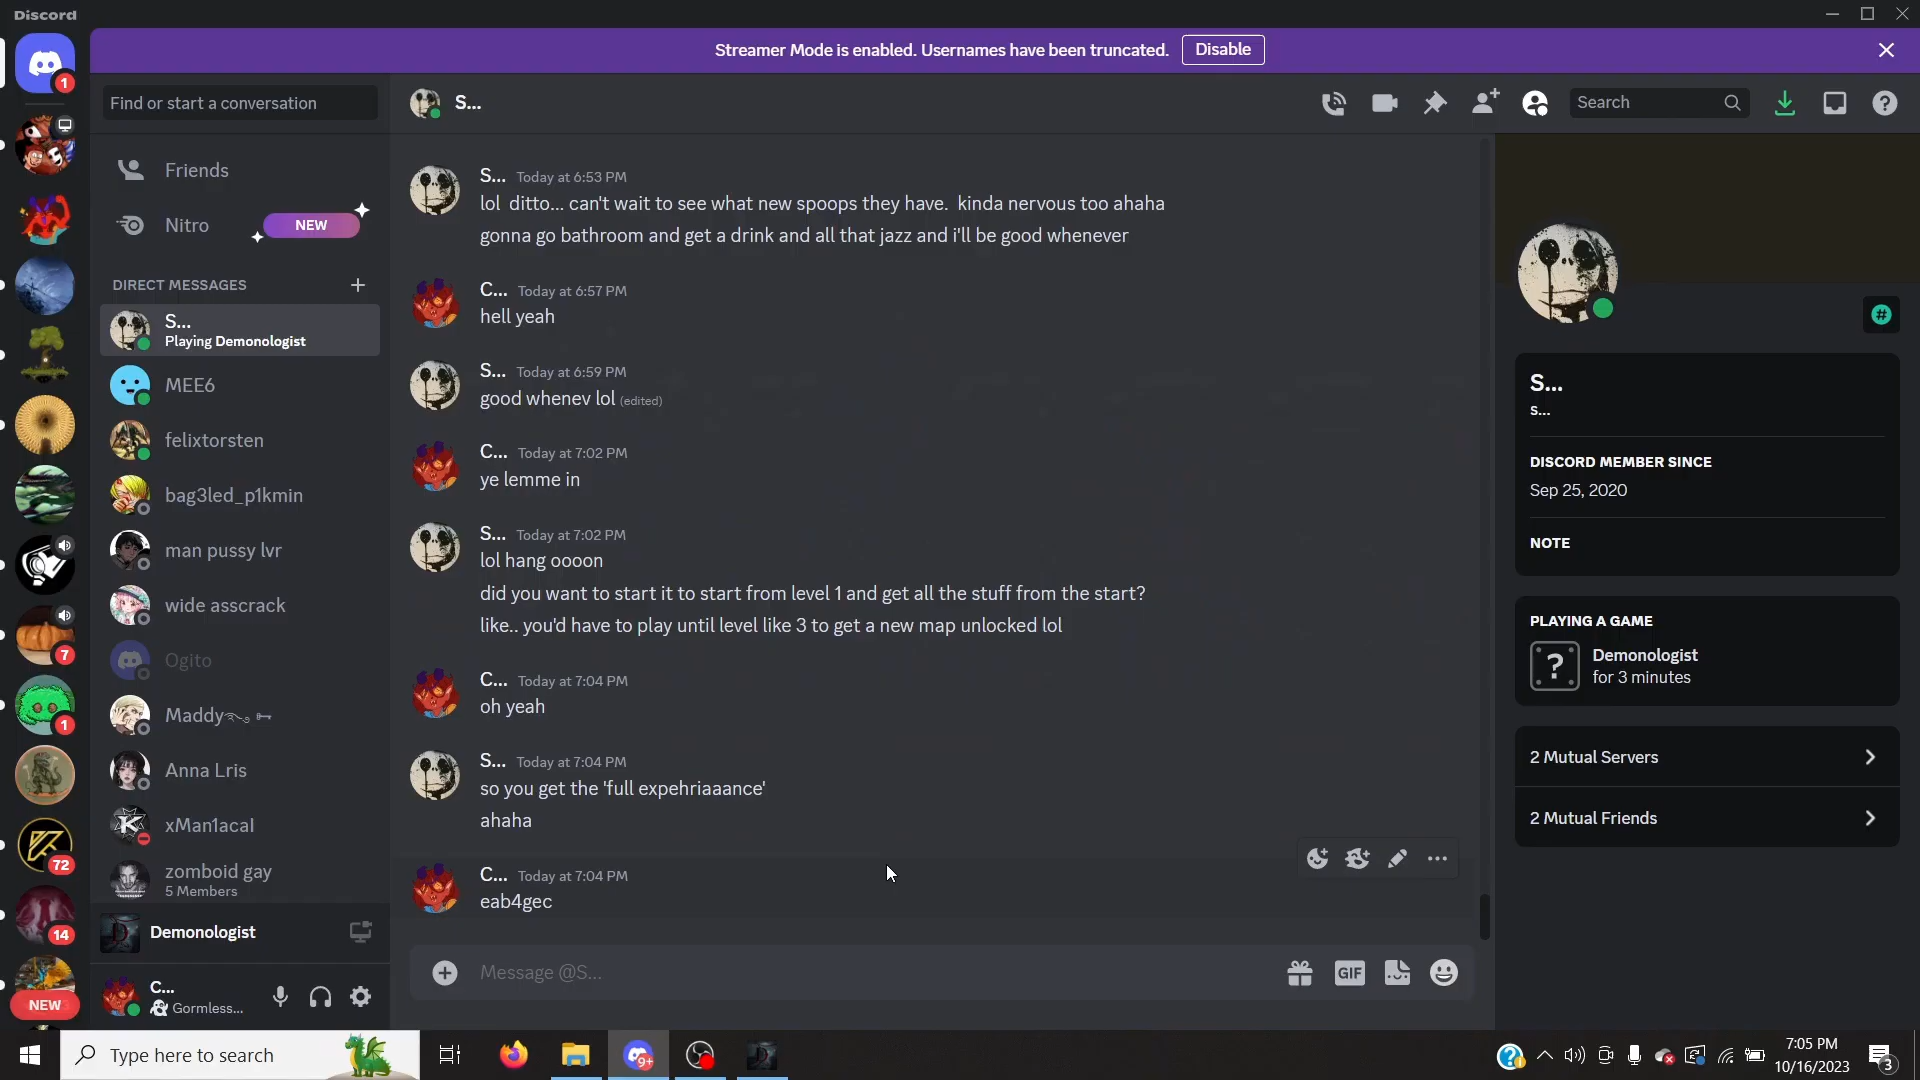 Discord
Streamer Mode is enabled. Usernames have been truncated.
Disable
1
Find or start a conversation
S...
Search
Friends
Nitro
NEW
DIRECT MESSAGES
S...
Playing Demonologist
MEE6
felixtorsten
bag3led_p1kmin
man pussy lvr
wide asscrack
Ogito
Maddy
Anna Lris
xMan1acal
zomboid gay
5 Members
Demonologist
C...
Gormless...
7
1
72
14
NEW
S... Today at 6:53 PM
lol ditto... can't wait to see what new spoops they have. kinda nervous too ahaha
gonna go bathroom and get a drink and all that jazz and i'll be good whenever
C... Today at 6:57 PM
hell yeah
S... Today at 6:59 PM
good whenev lol (edited)
C... Today at 7:02 PM
ye lemme in
S... Today at 7:02 PM
lol hang oooon
did you want to start it to start from level 1 and get all the stuff from the start?
like.. you'd have to play until level like 3 to get a new map unlocked lol
C... Today at 7:04 PM
oh yeah
S... Today at 7:04 PM
so you get the 'full expehriaaance'
ahaha
C... Today at 7:04 PM
eab4gec
Message @S...
GIF
S...
s...
DISCORD MEMBER SINCE
Sep 25, 2020
NOTE
PLAYING A GAME
Demonologist
for 3 minutes
2 Mutual Servers
2 Mutual Friends
Type here to search
9+
7:05 PM
10/16/2023
3